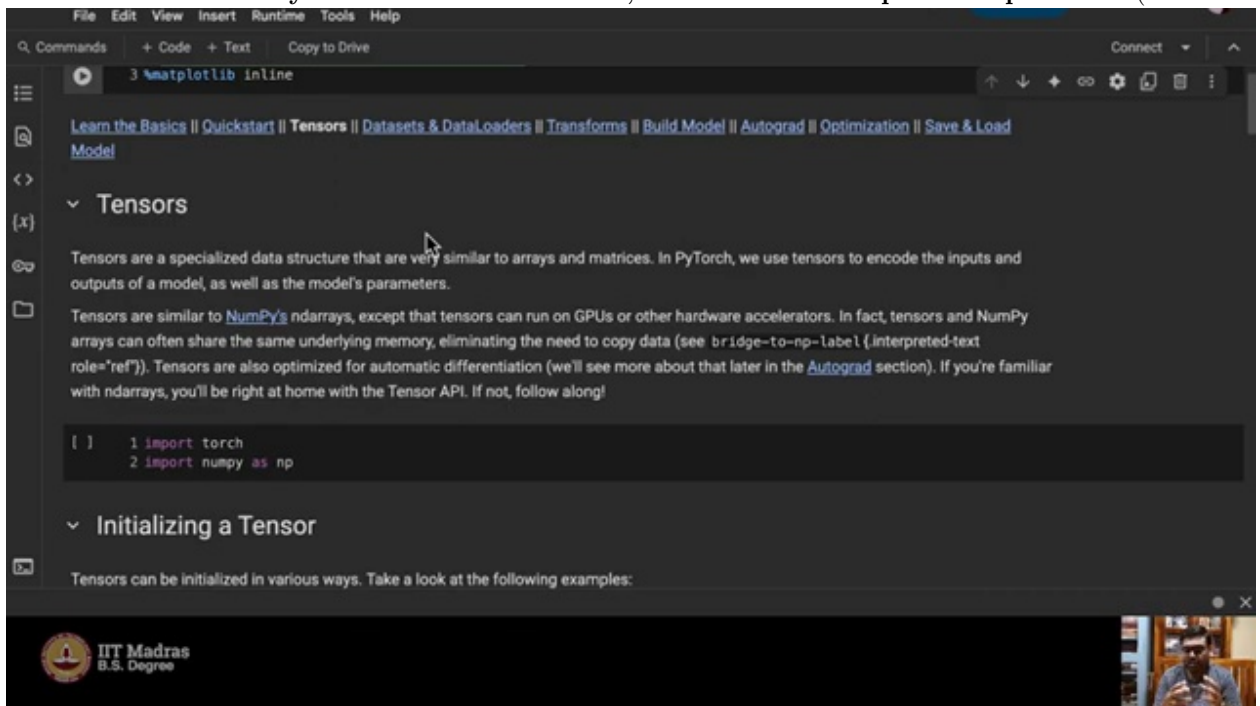 File Edit View Insert Runtime Tools Help
Commands + Code + Text Copy to Drive Connect
3 %matplotlib inline
Learn the Basics || Quickstart || Tensors || Datasets & DataLoaders || Transforms || Build Model || Autograd || Optimization || Save & Load
Model
Tensors
Tensors are a specialized data structure that are very similar to arrays and matrices. In PyTorch, we use tensors to encode the inputs and
outputs of a model, as well as the model's parameters.
Tensors are similar to NumPy's ndarrays, except that tensors can run on GPUs or other hardware accelerators. In fact, tensors and NumPy
arrays can often share the same underlying memory, eliminating the need to copy data (see bridge-to-np-label{.interpreted-text
role="ref"}). Tensors are also optimized for automatic differentiation (we'll see more about that later in the Autograd section). If you're familiar
with ndarrays, you'll be right at home with the Tensor API. If not, follow along!
[ ] 1 import torch
2 import numpy as np
Initializing a Tensor
Tensors can be initialized in various ways. Take a look at the following examples:
IIT Madras
B.S. Degree